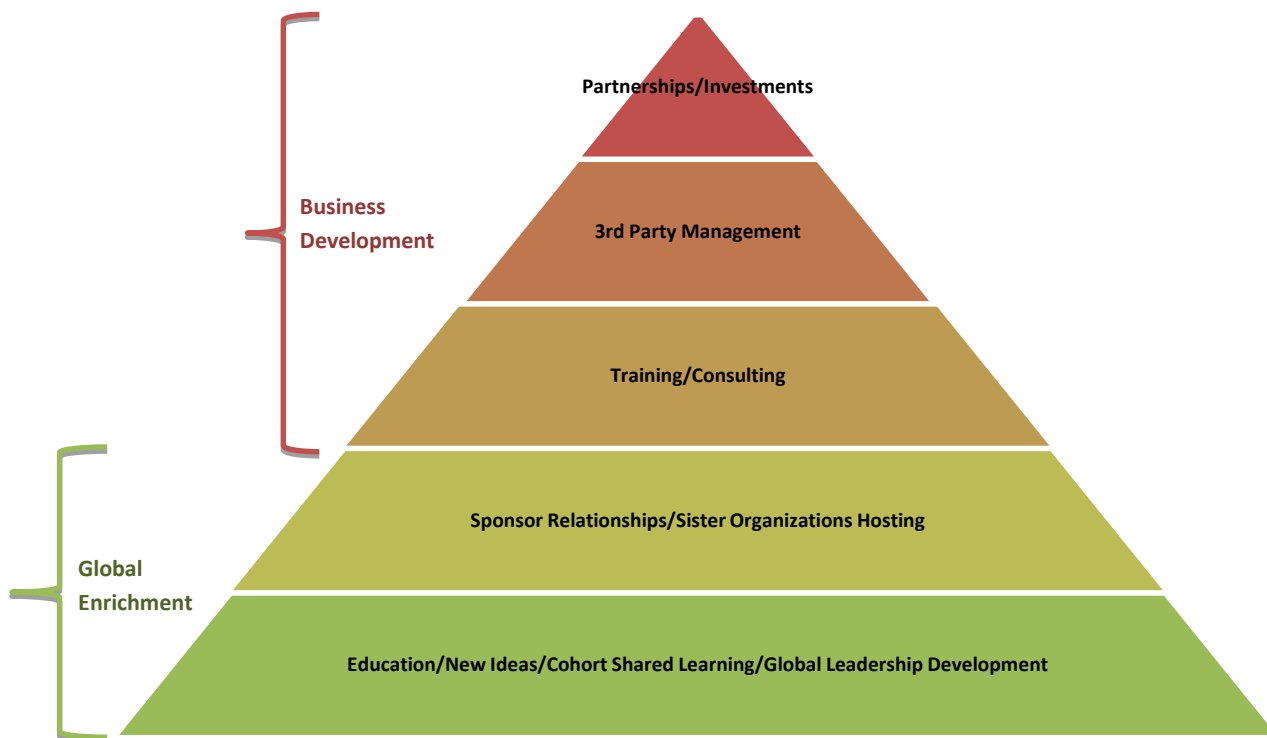 Partnerships/Investments
Business
Development
3rd Party Management
Training/Consulting
Sponsor Relationships/Sister Organizations Hosting
Global
Enrichment
Education/New Ideas/Cohort Shared Learning/Global Leadership Development